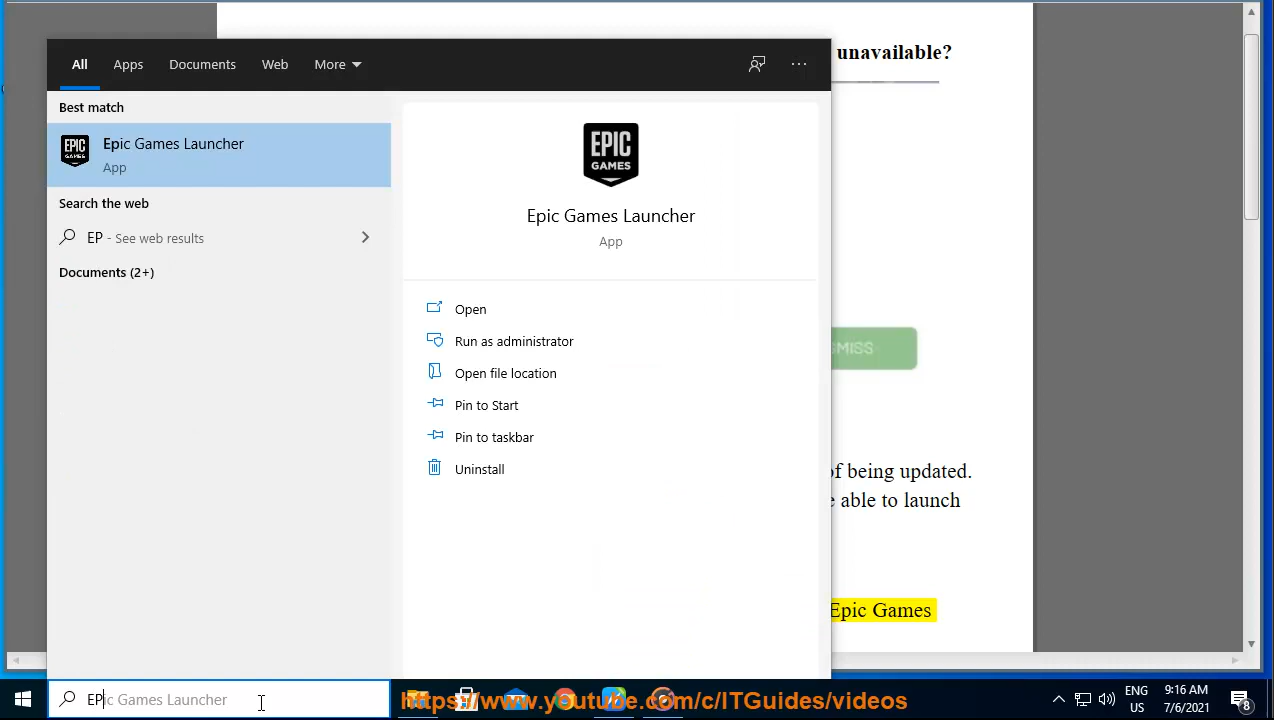 unavailable?
All Apps Documents Web More
Best match
Epic Games Launcher
App
Search the web
EP - See web results
Documents (2+)
EPIC
GAMES
EPIC
GAMES
Epic Games Launcher
App
Open
Run as administrator
Open file location
Pin to Start
Pin to taskbar
Uninstall
of being updated.
able to launch
Epic Games
EPic Games Launcher
https://www.youtube.com/c/ITGuides/videos
ENG
US
9:16 AM
7/6/2021
8